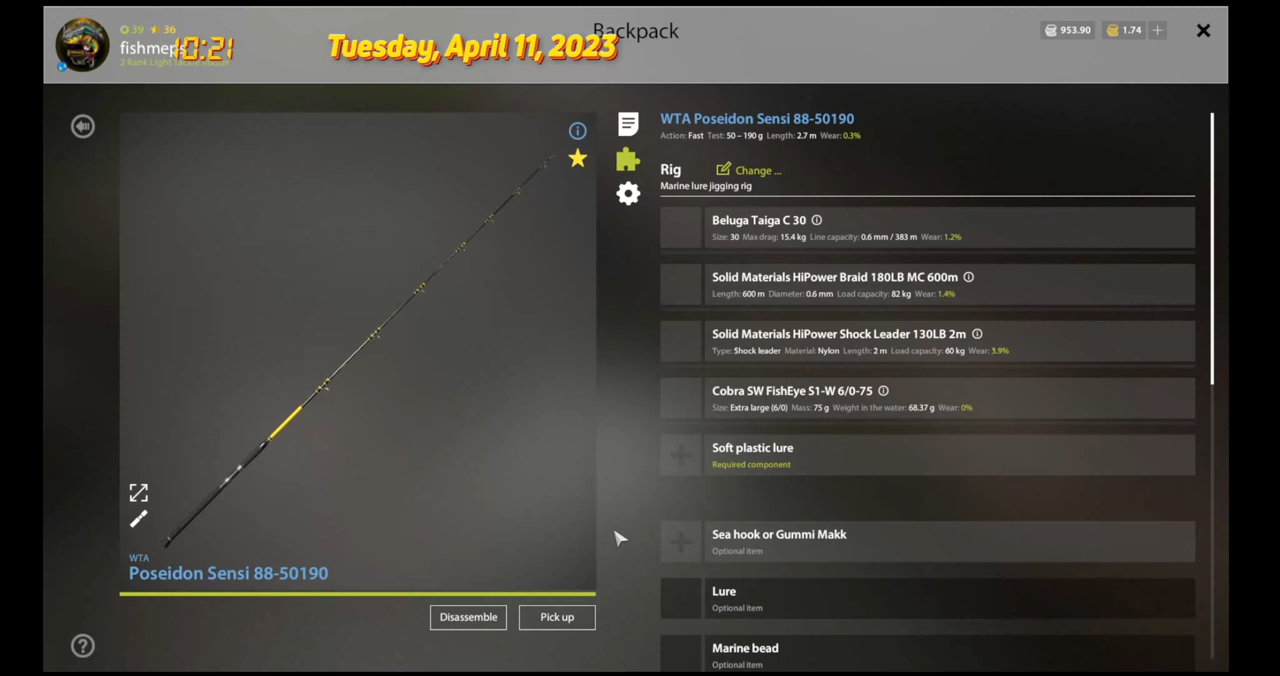 39 36
fishmeps
10:21
2 Rank Light Tackle Master
Tuesday, April 11, 2023
Backpack
953.90
1.74 +
WTA Poseidon Sensi 88-50190
Action: Fast Test: 50 – 190 g Length: 2.7 m Wear: 0.3%
Rig Change ...
Marine lure jigging rig
Beluga Taiga C 30
Size: 30 Max drag: 15.4 kg Line capacity: 0.6 mm / 383 m Wear: 1.2%
Solid Materials HiPower Braid 180LB MC 600m
Length: 600 m Diameter: 0.6 mm Load capacity: 82 kg Wear: 1.4%
Solid Materials HiPower Shock Leader 130LB 2m
Type: Shock leader Material: Nylon Length: 2 m Load capacity: 60 kg Wear: 3.9%
Cobra SW FishEye S1-W 6/0-75
Size: Extra large (6/0) Mass: 75 g Weight in the water: 68.37 g Wear: 0%
Soft plastic lure
Required component
Sea hook or Gummi Makk
Optional item
Lure
Optional item
Marine bead
Optional item
WTA
Poseidon Sensi 88-50190
Disassemble
Pick up